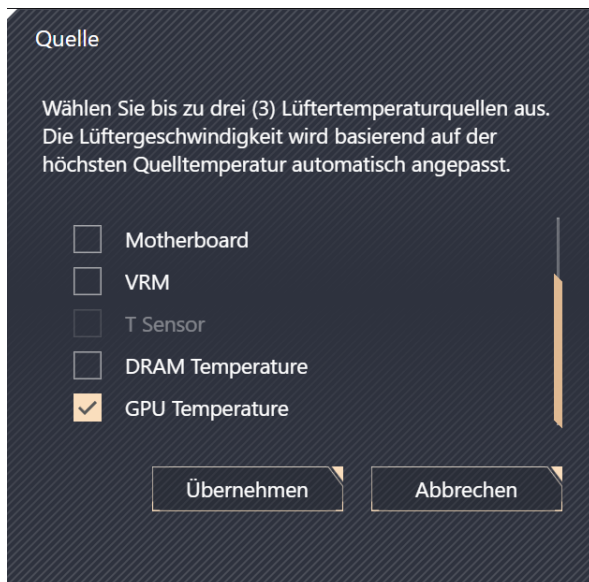 Quelle
Wählen Sie bis zu drei (3) Lüftertemperaturquellen aus.
Die Lüftergeschwindigkeit wird basierend auf der
höchsten Quelltemperatur automatisch angepasst.
Motherboard
VRM
T Sensor
DRAM Temperature
GPU Temperature
Übernehmen
Abbrechen